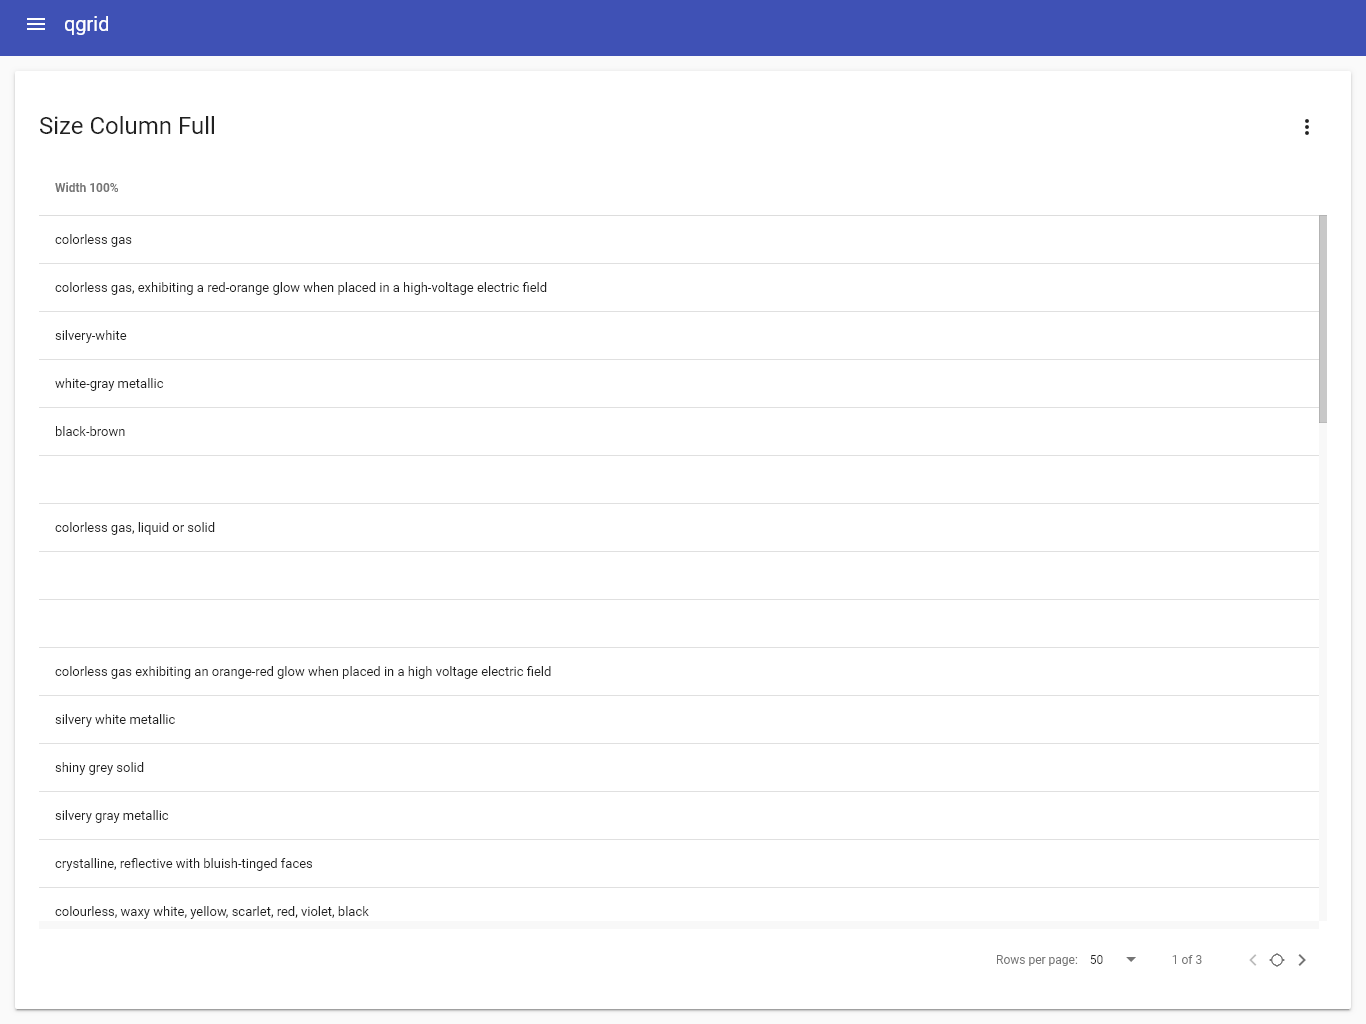 qgrid
Size Column Full
Width 100%
colorless gas
colorless gas, exhibiting a red-orange glow when placed in a high-voltage electric field
silvery-white
white-gray metallic
black-brown
colorless gas, liquid or solid
colorless gas exhibiting an orange-red glow when placed in a high voltage electric field
silvery white metallic
shiny grey solid
silvery gray metallic
crystalline, reflective with bluish-tinged faces
colourless, waxy white, yellow, scarlet, red, violet, black
Rows per page: 50 1 of 3